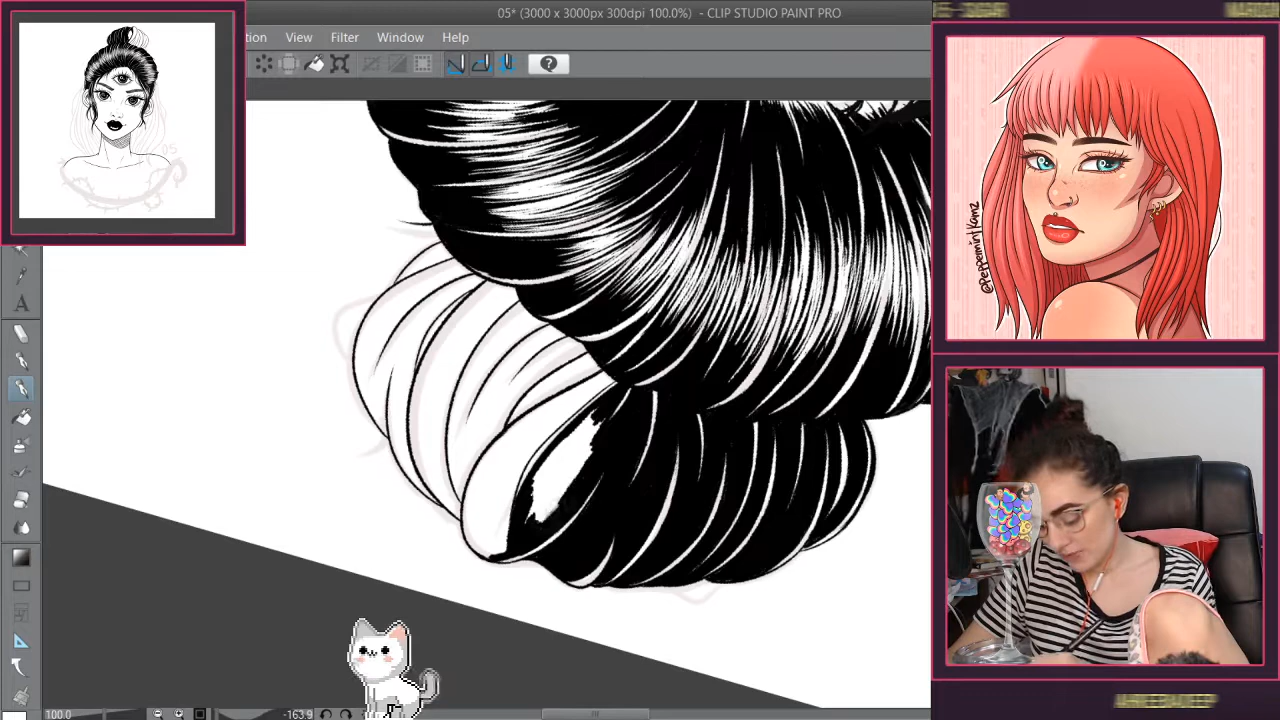 05* (3000 x 3000px 300dpi 100.0%) - CLIP STUDIO PAINT PRO
tion View Filter Window Help
?
05
A
@PeppermintKamz
100.0
-163.9